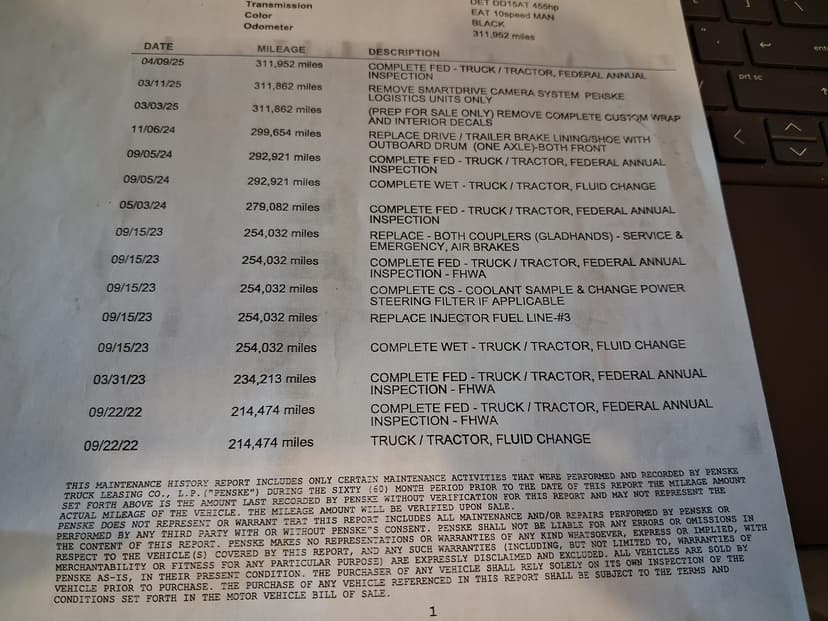 Transmission DET DD15AT 455hp
Color EAT 10speed MAN
Odometer BLACK
311,952 miles
DATE MILEAGE DESCRIPTION
04/09/25 311,952 miles COMPLETE FED - TRUCK / TRACTOR, FEDERAL ANNUAL
INSPECTION
03/11/25 311,862 miles REMOVE SMARTDRIVE CAMERA SYSTEM PENSKE
LOGISTICS UNITS ONLY
03/03/25 311,862 miles (PREP FOR SALE ONLY) REMOVE COMPLETE CUSTOM WRAP
AND INTERIOR DECALS
11/06/24 299,654 miles REPLACE DRIVE / TRAILER BRAKE LINING/SHOE WITH
OUTBOARD DRUM (ONE AXLE)-BOTH FRONT
09/05/24 292,921 miles COMPLETE FED - TRUCK / TRACTOR, FEDERAL ANNUAL
INSPECTION
09/05/24 292,921 miles COMPLETE WET - TRUCK / TRACTOR, FLUID CHANGE
05/03/24 279,082 miles COMPLETE FED - TRUCK / TRACTOR, FEDERAL ANNUAL
INSPECTION
09/15/23 254,032 miles REPLACE - BOTH COUPLERS (GLADHANDS) - SERVICE &
EMERGENCY, AIR BRAKES
09/15/23 254,032 miles COMPLETE FED - TRUCK / TRACTOR, FEDERAL ANNUAL
INSPECTION - FHWA
09/15/23 254,032 miles COMPLETE CS - COOLANT SAMPLE & CHANGE POWER
STEERING FILTER IF APPLICABLE
09/15/23 254,032 miles REPLACE INJECTOR FUEL LINE-#3
09/15/23 254,032 miles COMPLETE WET - TRUCK / TRACTOR, FLUID CHANGE
03/31/23 234,213 miles COMPLETE FED - TRUCK / TRACTOR, FEDERAL ANNUAL
INSPECTION - FHWA
09/22/22 214,474 miles COMPLETE FED - TRUCK / TRACTOR, FEDERAL ANNUAL
INSPECTION - FHWA
09/22/22 214,474 miles TRUCK / TRACTOR, FLUID CHANGE
THIS MAINTENANCE HISTORY REPORT INCLUDES ONLY CERTAIN MAINTENANCE ACTIVITIES THAT WERE PERFORMED AND RECORDED BY PENSKE
TRUCK LEASING CO., L.P. ("PENSKE") DURING THE SIXTY (60) MONTH PERIOD PRIOR TO THE DATE OF THIS REPORT THE MILEAGE AMOUNT
SET FORTH ABOVE IS THE AMOUNT LAST RECORDED BY PENSKE WITHOUT VERIFICATION FOR THIS REPORT AND MAY NOT REPRESENT THE
ACTUAL MILEAGE OF THE VEHICLE. THE MILEAGE AMOUNT WILL BE VERIFIED UPON SALE.
PENSKE DOES NOT REPRESENT OR WARRANT THAT THIS REPORT INCLUDES ALL MAINTENANCE AND/OR REPAIRS PERFORMED BY PENSKE OR
PERFORMED BY ANY THIRD PARTY WITH OR WITHOUT PENSKE'S CONSENT. PENSKE SHALL NOT BE LIABLE FOR ANY ERRORS OR OMISSIONS IN
THE CONTENT OF THIS REPORT. PENSKE MAKES NO REPRESENTATIONS OR WARRANTIES OF ANY KIND WHATSOEVER, EXPRESS OR IMPLIED, WITH
RESPECT TO THE VEHICLE(S) COVERED BY THIS REPORT, AND ANY SUCH WARRANTIES (INCLUDING, BUT NOT LIMITED TO, WARRANTIES OF
MERCHANTABILITY OR FITNESS FOR ANY PARTICULAR PURPOSE) ARE EXPRESSLY DISCLAIMED AND EXCLUDED. ALL VEHICLES ARE SOLD BY
PENSKE AS-IS, IN THEIR PRESENT CONDITION. THE PURCHASER OF ANY VEHICLE SHALL RELY SOLELY ON ITS OWN INSPECTION OF THE
VEHICLE PRIOR TO PURCHASE. THE PURCHASE OF ANY VEHICLE REFERENCED IN THIS REPORT SHALL BE SUBJECT TO THE TERMS AND
CONDITIONS SET FORTH IN THE MOTOR VEHICLE BILL OF SALE.
1
prt sc